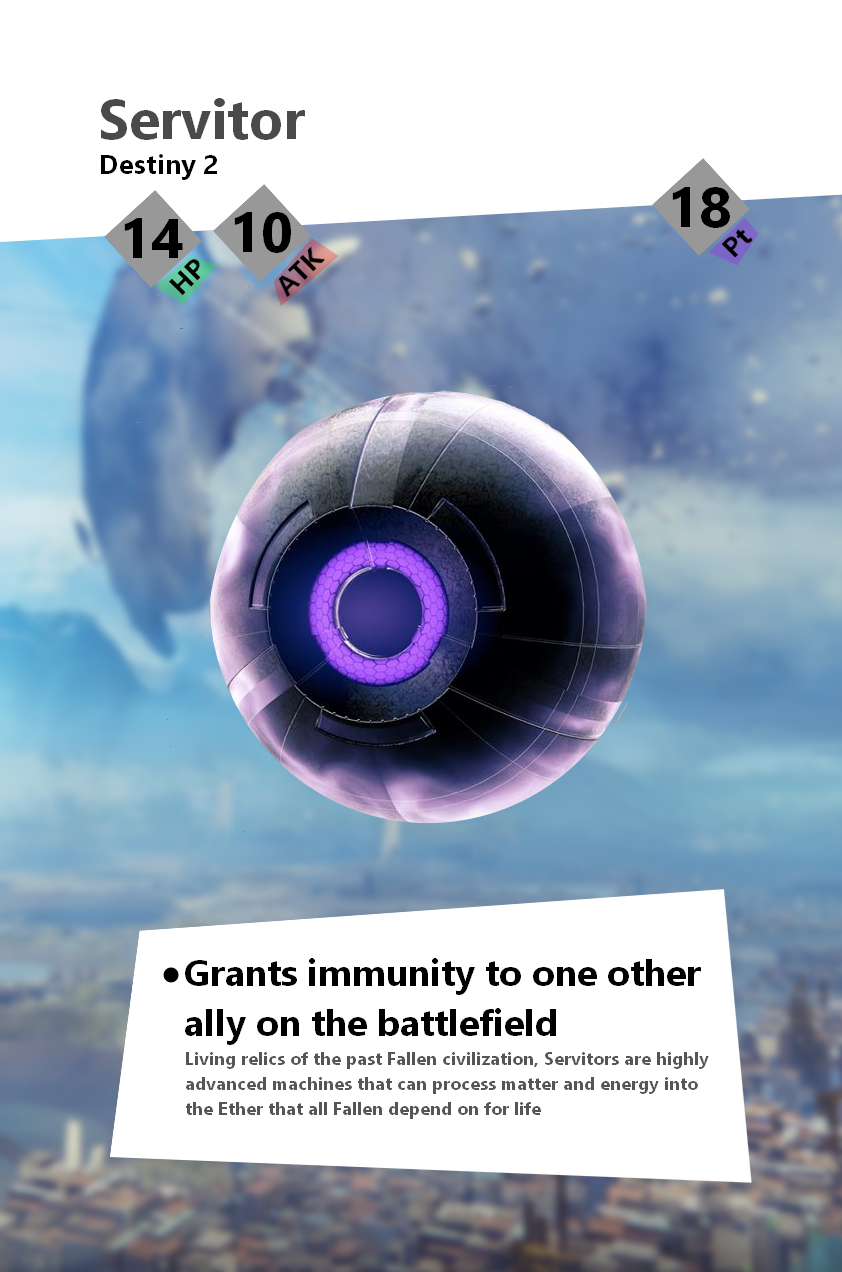 Servitor
Destiny 2
14 HP
10 ATK
18 Pt
•Grants immunity to one other
ally on the battlefield
Living relics of the past Fallen civilization, Servitors are highly
advanced machines that can process matter and energy into
the Ether that all Fallen depend on for life